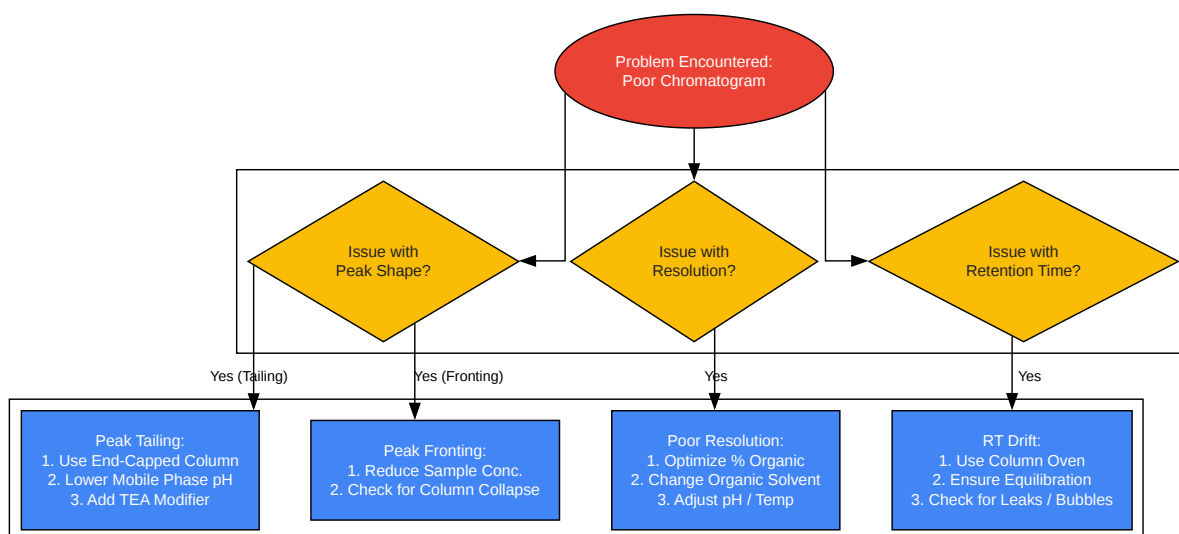 Problem Encountered:
Poor Chromatogram
Issue with
Peak Shape?
Issue with
Resolution?
Issue with
Retention Time?
Yes (Tailing)
Yes (Fronting)
Yes
Yes
Peak Tailing:
1. Use End-Capped Column
2. Lower Mobile Phase pH
3. Add TEA Modifier
Peak Fronting:
1. Reduce Sample Conc.
2. Check for Column Collapse
Poor Resolution:
1. Optimize % Organic
2. Change Organic Solvent
3. Adjust pH / Temp
RT Drift:
1. Use Column Oven
2. Ensure Equilibration
3. Check for Leaks / Bubbles